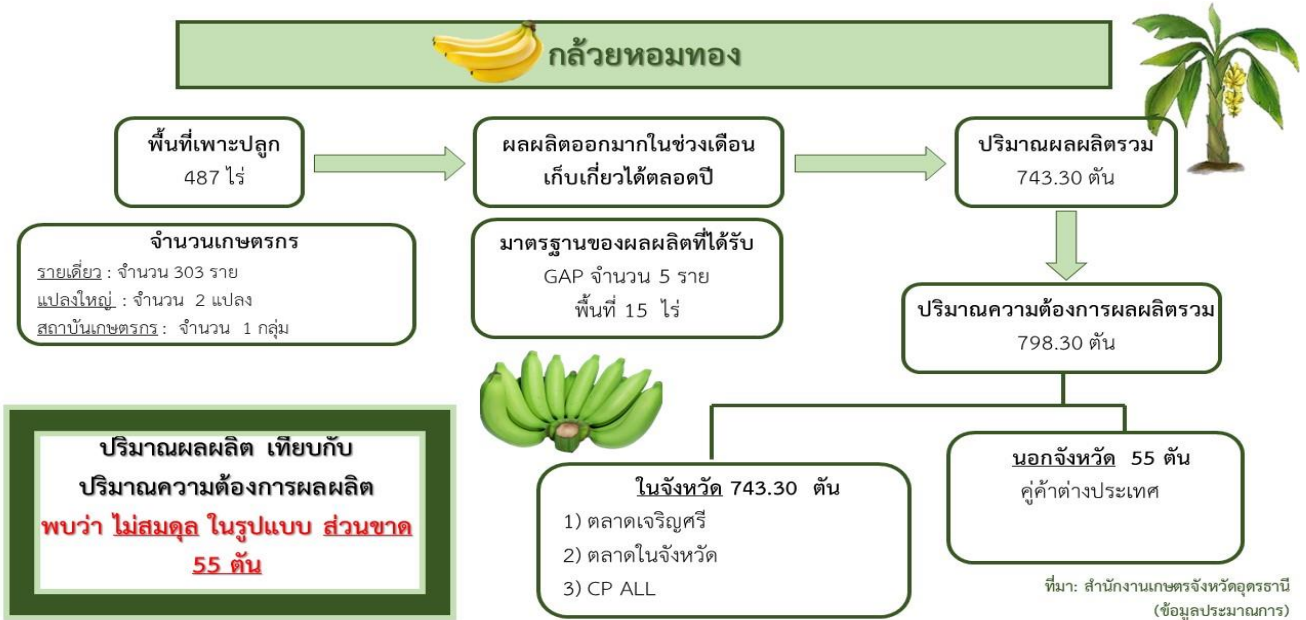 กล้วยหอมทอง
พื้นที่เพาะปลูก
487 ไร่
ผลผลิตออกมากในช่วงเดือน
เก็บเกี่ยวได้ตลอดปี
ปริมาณผลผลิตรวม
743.30 ตัน
จำนวนเกษตรกร
รายเดี่ยว : จำนวน 303 ราย
แปลงใหญ่ : จำนวน 2 แปลง
สถาบันเกษตรกร : จำนวน 1 กลุ่ม
มาตรฐานของผลผลิตที่ได้รับ
GAP จำนวน 5 ราย
พื้นที่ 15 ไร่
ปริมาณความต้องการผลผลิตรวม
798.30 ตัน
ปริมาณผลผลิต เทียบกับ
ปริมาณความต้องการผลผลิต
พบว่า ไม่สมดุล ในรูปแบบ ส่วนขาด
55 ตัน
ในจังหวัด 743.30 ตัน
1) ตลาดเจริญศรี
2) ตลาดในจังหวัด
3) CP ALL
นอกจังหวัด 55 ตัน
คู่ค้าต่างประเทศ
ที่มา: สำนักงานเกษตรจังหวัดอุดรธานี
(ข้อมูลประมาณการ)